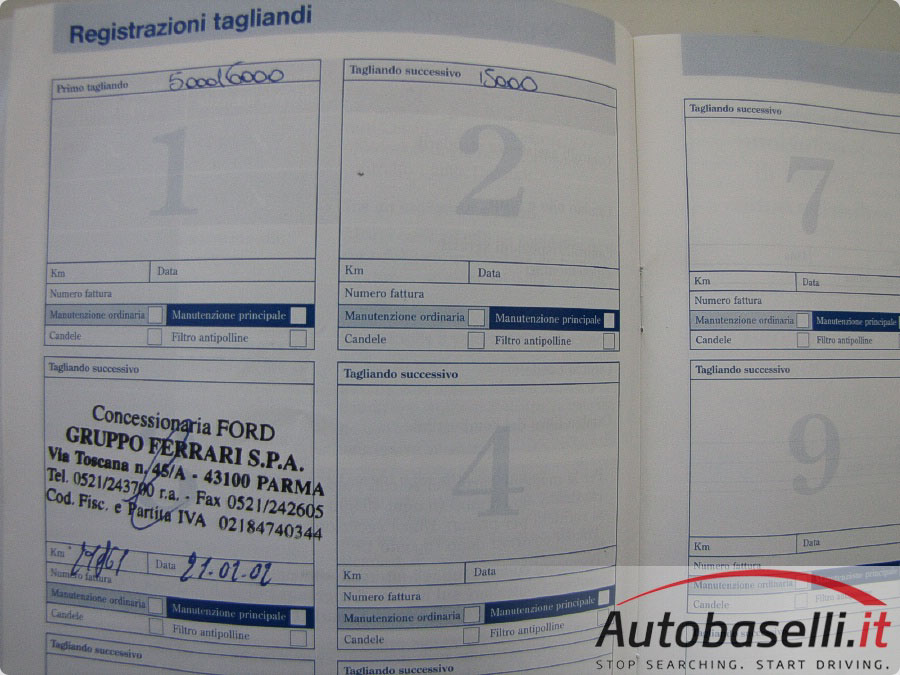 Registrazioni tagliandi
Primo tagliando
1
Km Data
Numero fattura
Manutenzione ordinaria Manutenzione principale
Candele Filtro antipolline
Tagliando successivo 15000
2
Km Data
Numero fattura
Manutenzione ordinaria Manutenzione principale
Candele Filtro antipolline
Tagliando successivo
Concessionaria FORD
GRUPPO FERRARI S.P.A.
Via Toscana n. 45/A - 43100 PARMA
Tel. 0521/243700 r.a. - Fax 0521/242605
Cod. Fisc. e Partita IVA 02184740344
Km Data 21.02.02
Numero fattura
Manutenzione ordinaria Manutenzione principale
Candele Filtro antipolline
Tagliando successivo
4
Km Data
Numero fattura
Manutenzione ordinaria Manutenzione principale
Candele Filtro antipolline
Tagliando successivo
Tagliando successivo
Tagliando successivo
7
Km Data
Numero fattura
Manutenzione ordinaria Manutenzione principale
Candele Filtro antipolline
Tagliando successivo
9
Km Data
Numero fattura
Manutenzione ordinaria
Candele
Autobaselli.it
STOP SEARCHING. START DRIVING.